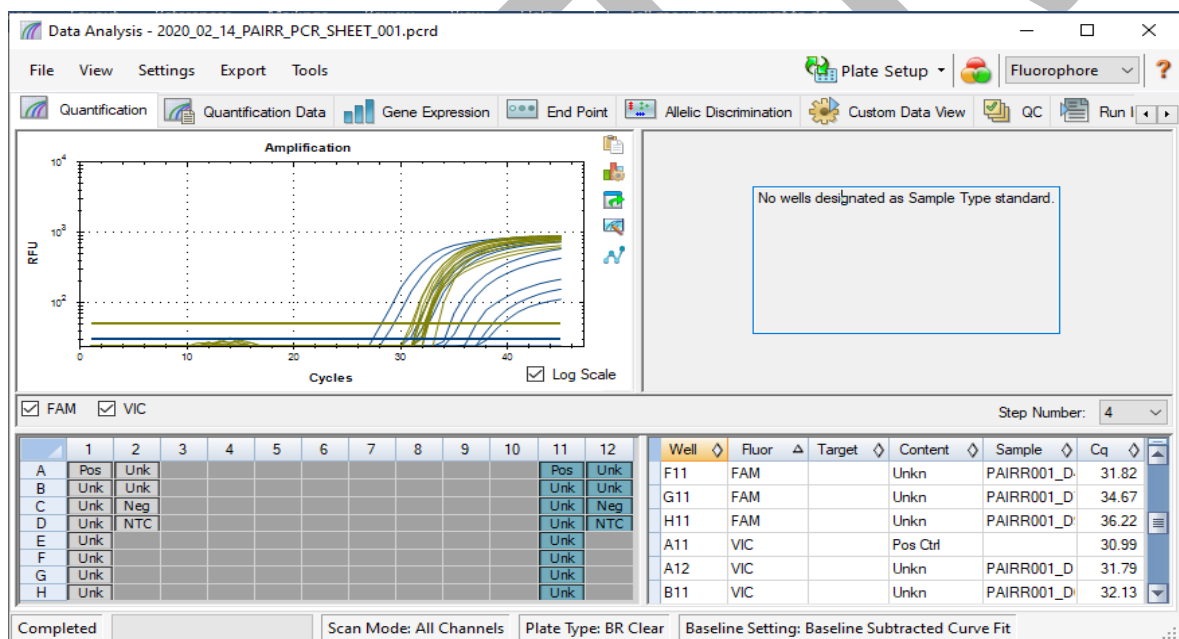 Data Analysis - 2020_02_14_PAIRR_PCR_SHEET_001.pcrd
File View Settings Export Tools Plate Setup Fluorophore ?
Quantification Quantification Data Gene Expression End Point Allelic Discrimination Custom Data View QC Run I
Amplification
No wells designated as Sample Type standard.
10⁴
10³
RFU
10²
0 10 20 30 40
Cycles Log Scale
FAM VIC Step Number: 4
1 2 3 4 5 6 7 8 9 10 11 12
A Pos Unk Pos Unk
B Unk Unk Unk Unk
C Unk Neg Unk Neg
D Unk NTC Unk NTC
E Unk Unk
F Unk Unk
G Unk Unk
H Unk Unk
Well Fluor Target Content Sample Cq
F11 FAM Unkn PAIRR001_D 31.82
G11 FAM Unkn PAIRR001_D 34.67
H11 FAM Unkn PAIRR001_D 36.22
A11 VIC Pos Ctrl 30.99
A12 VIC Unkn PAIRR001_D 31.79
B11 VIC Unkn PAIRR001_D 32.13
Completed Scan Mode: All Channels Plate Type: BR Clear Baseline Setting: Baseline Subtracted Curve Fit